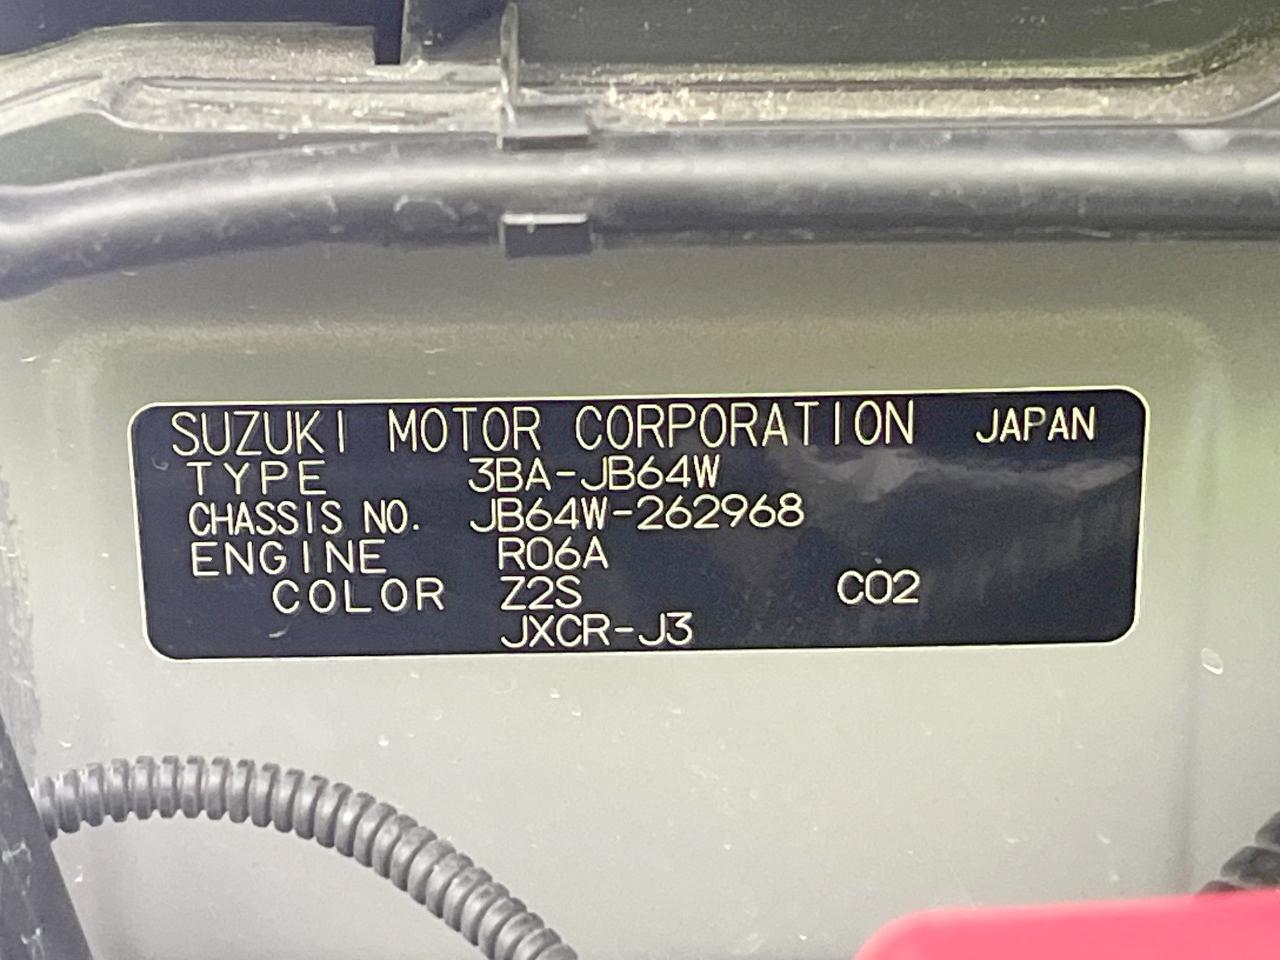 SUZUKI MOTOR CORPORATION JAPAN
TYPE 3BA-JB64W
CHASSIS NO. JB64W-262968
ENGINE R06A
COLOR Z2S C02
JXCR-J3